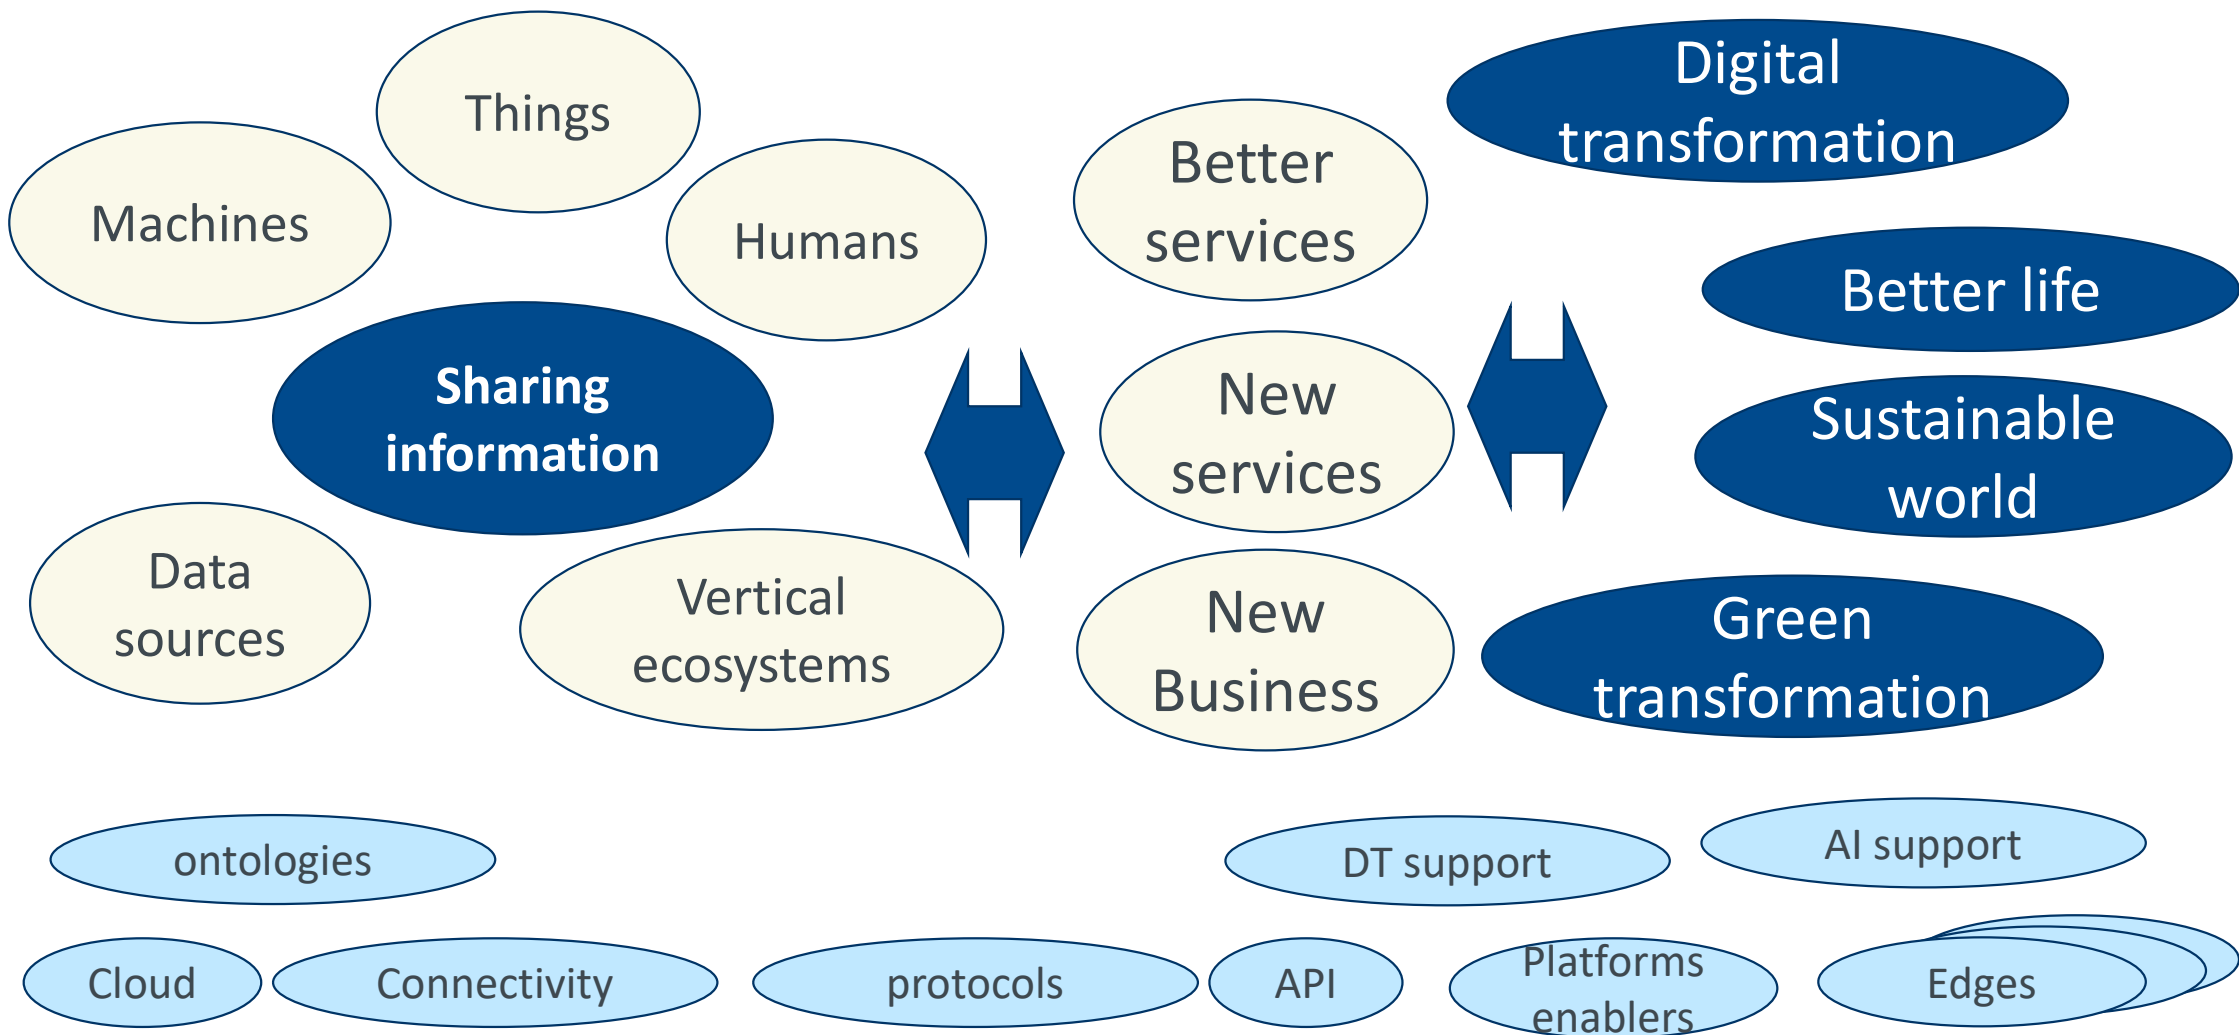 Things
Machines
Humans
Sharing
information
Data
sources
Vertical
ecosystems
Better
services
New
services
New
Business
Digital
transformation
Better life
Sustainable
world
Green
transformation
ontologies
DT support
AI support
Cloud
Connectivity
protocols
API
Platforms
enablers
Edges